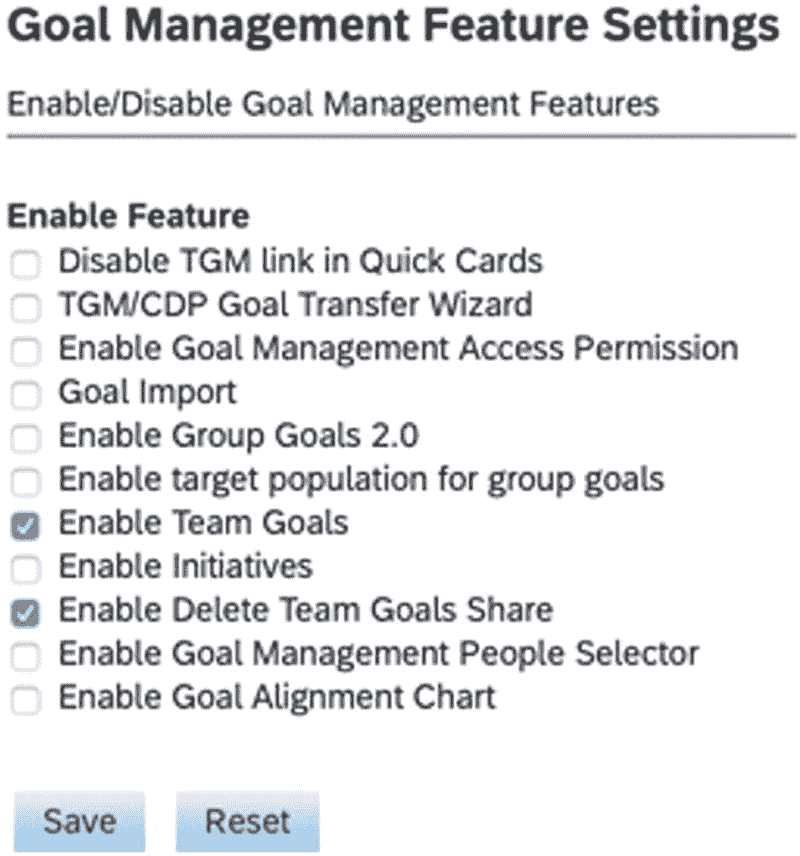 Goal Management Feature Settings
Enable/Disable Goal Management Features
Enable Feature
Disable TGM link in Quick Cards
TGM/CDP Goal Transfer Wizard
Enable Goal Management Access Permission
Goal Import
Enable Group Goals 2.0
Enable target population for group goals
Enable Team Goals
Enable Initiatives
Enable Delete Team Goals Share
Enable Goal Management People Selector
Enable Goal Alignment Chart
Save Reset